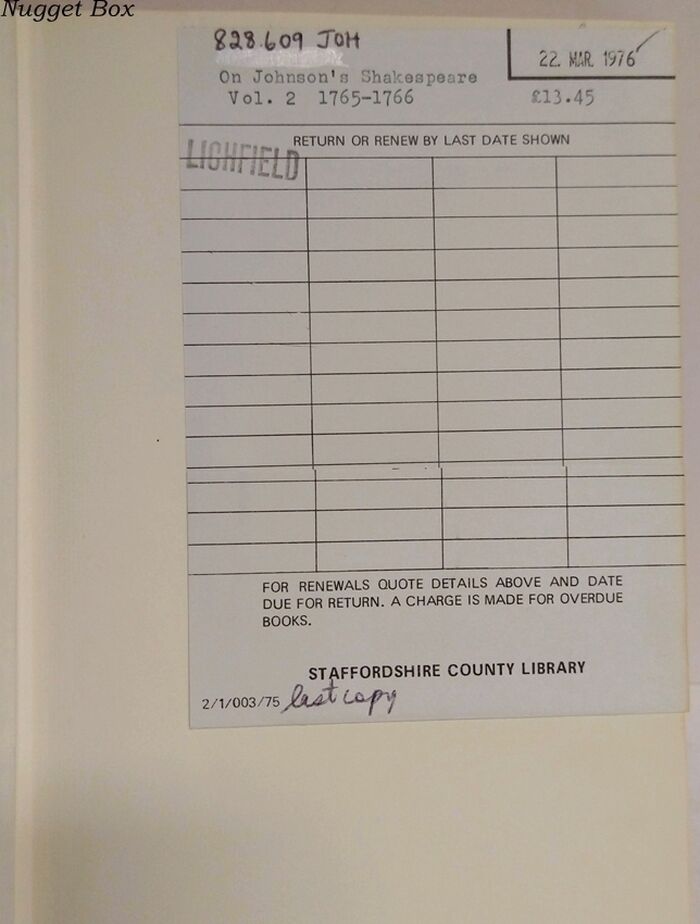 Nugget Box
828.609 JOH
22. MAR. 1976
On Johnson's Shakespeare
Vol. 2 1765-1766 £13.45
RETURN OR RENEW BY LAST DATE SHOWN
LICHFIELD
FOR RENEWALS QUOTE DETAILS ABOVE AND DATE
DUE FOR RETURN. A CHARGE IS MADE FOR OVERDUE
BOOKS.
STAFFORDSHIRE COUNTY LIBRARY
2/1/003/75 last copy